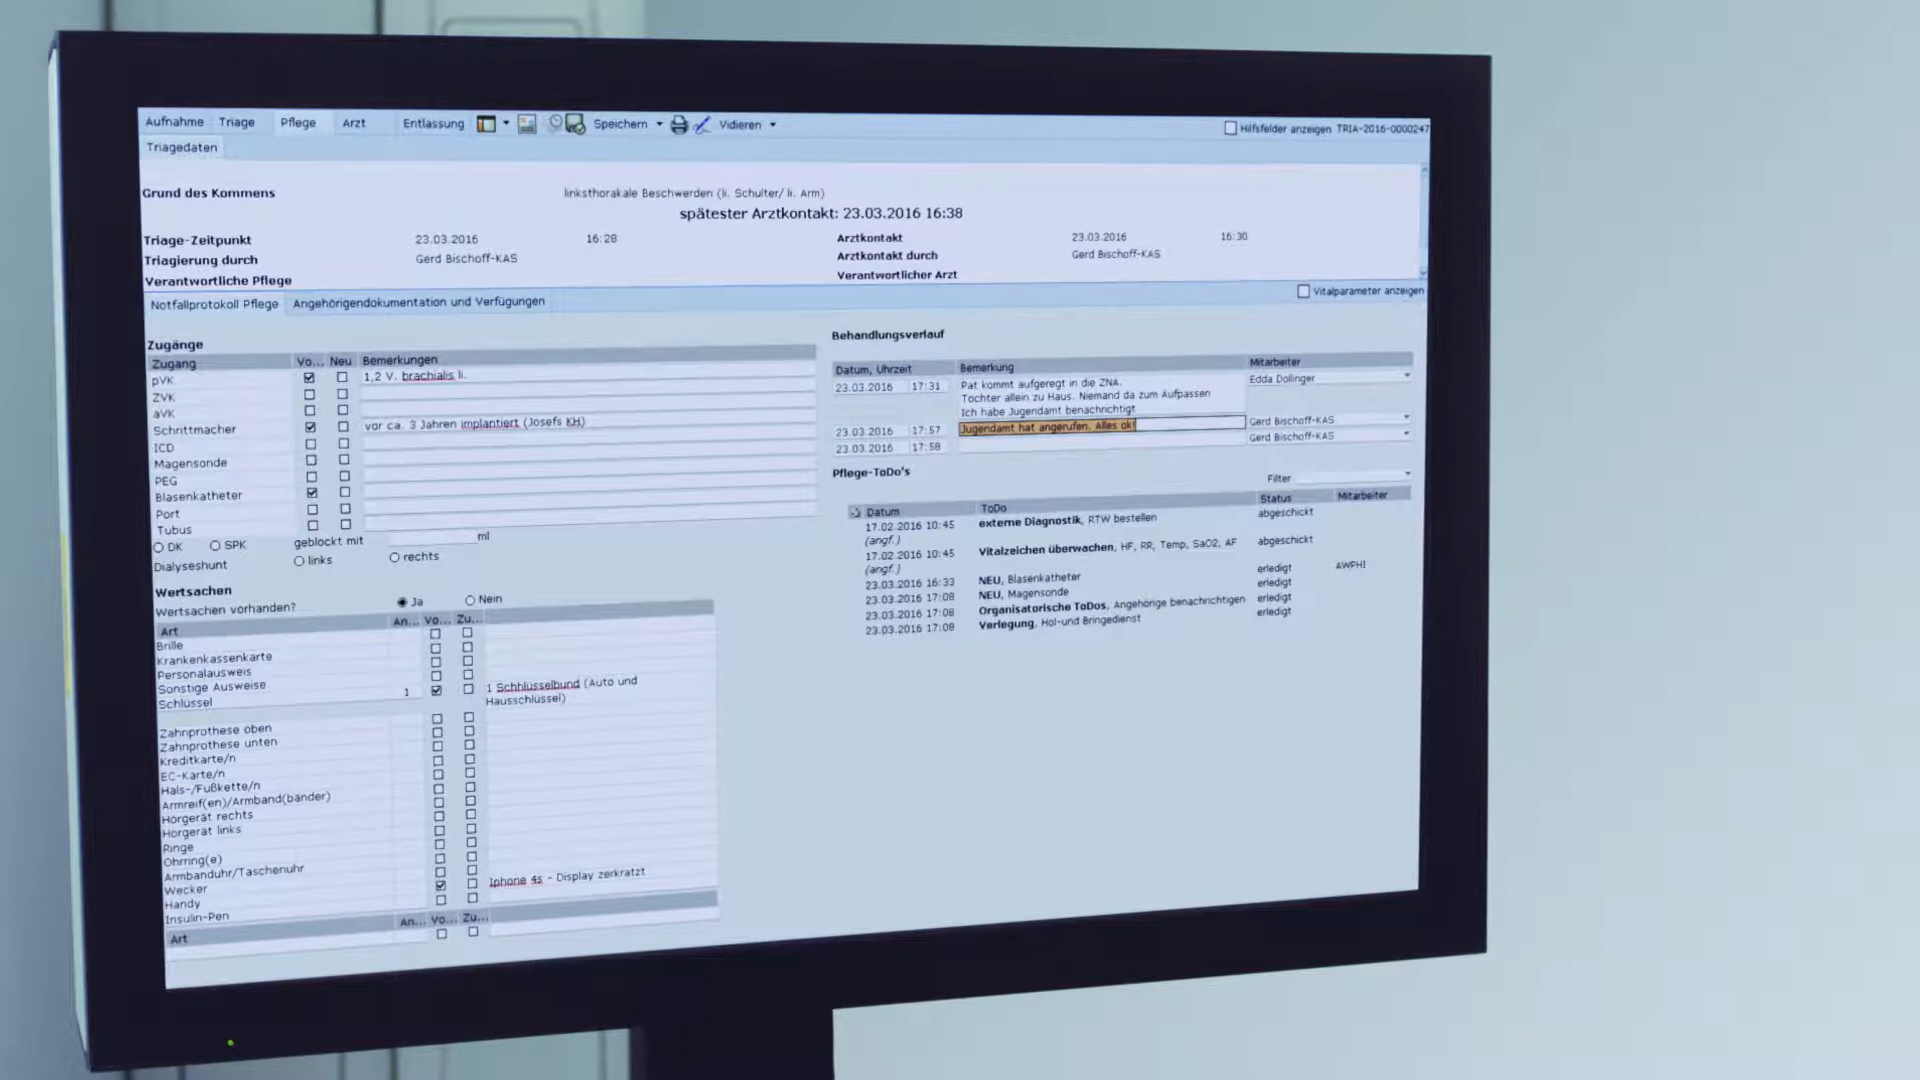 Aufnahme Triage Pflege Arzt Entlassung Speichern Vidieren Hilfsfelder anzeigen TRIA-2016-0000247
Triagedaten
Grund des Kommens linksthorakale Beschwerden (li. Schulter/ li. Arm)
spätester Arztkontakt: 23.03.2016 16:38
Triage-Zeitpunkt 23.03.2016 16:28 Arztkontakt 23.03.2016 16:30
Triagierung durch Gerd Bischoff-KAS Arztkontakt durch Gerd Bischoff-KAS
Verantwortliche Pflege Verantwortlicher Arzt
Notfallprotokoll Pflege Angehörigendokumentation und Verfügungen Vitalparameter anzeigen
Zugänge
Zugang Vo... Neu Bemerkungen
pVK 1,2 V. brachialis li.
ZVK
aVK
Schrittmacher vor ca. 3 Jahren implantiert (Josefs KH)
ICD
Magensonde
PEG
Blasenkatheter
Port
Tubus
DK SPK geblockt mit ml
Dialyseshunt links rechts
Wertsachen
Wertsachen vorhanden? Ja Nein
Art An... Vo... Zu...
Brille
Krankenkassenkarte
Personalausweis
Sonstige Ausweise
Schlüssel 1 1 Schhlüsselbund (Auto und
Hausschlüssel)
Zahnprothese oben
Zahnprothese unten
Kreditkarte/n
EC-Karte/n
Hals-/Fußkette/n
Armreif(en)/Armband(bänder)
Hörgerät rechts
Hörgerät links
Ringe
Ohrring(e)
Armbanduhr/Taschenuhr
Wecker
Handy Iphone 4s - Display zerkratzt
Insulin-Pen
Art An... Vo... Zu...
Behandlungsverlauf
Datum, Uhrzeit Bemerkung Mitarbeiter
23.03.2016 17:31 Pat kommt aufgeregt in die ZNA. Edda Dollinger
Tochter allein zu Haus. Niemand da zum Aufpassen
Ich habe Jugendamt benachrichtigt
23.03.2016 17:57 Jugendamt hat angerufen. Alles ok! Gerd Bischoff-KAS
23.03.2016 17:58 Gerd Bischoff-KAS
Pflege-ToDo's
Filter
Datum ToDo Status Mitarbeiter
17.02.2016 10:45 externe Diagnostik, RTW bestellen abgeschickt
(angf.)
17.02.2016 10:45 Vitalzeichen überwachen, HF, RR, Temp, SaO2, AF abgeschickt
(angf.)
23.03.2016 16:33 NEU, Blasenkatheter erledigt AWPHI
23.03.2016 17:08 NEU, Magensonde erledigt
23.03.2016 17:08 Organisatorische ToDos, Angehörige benachrichtigen erledigt
23.03.2016 17:08 Verlegung, Hol-und Bringedienst erledigt